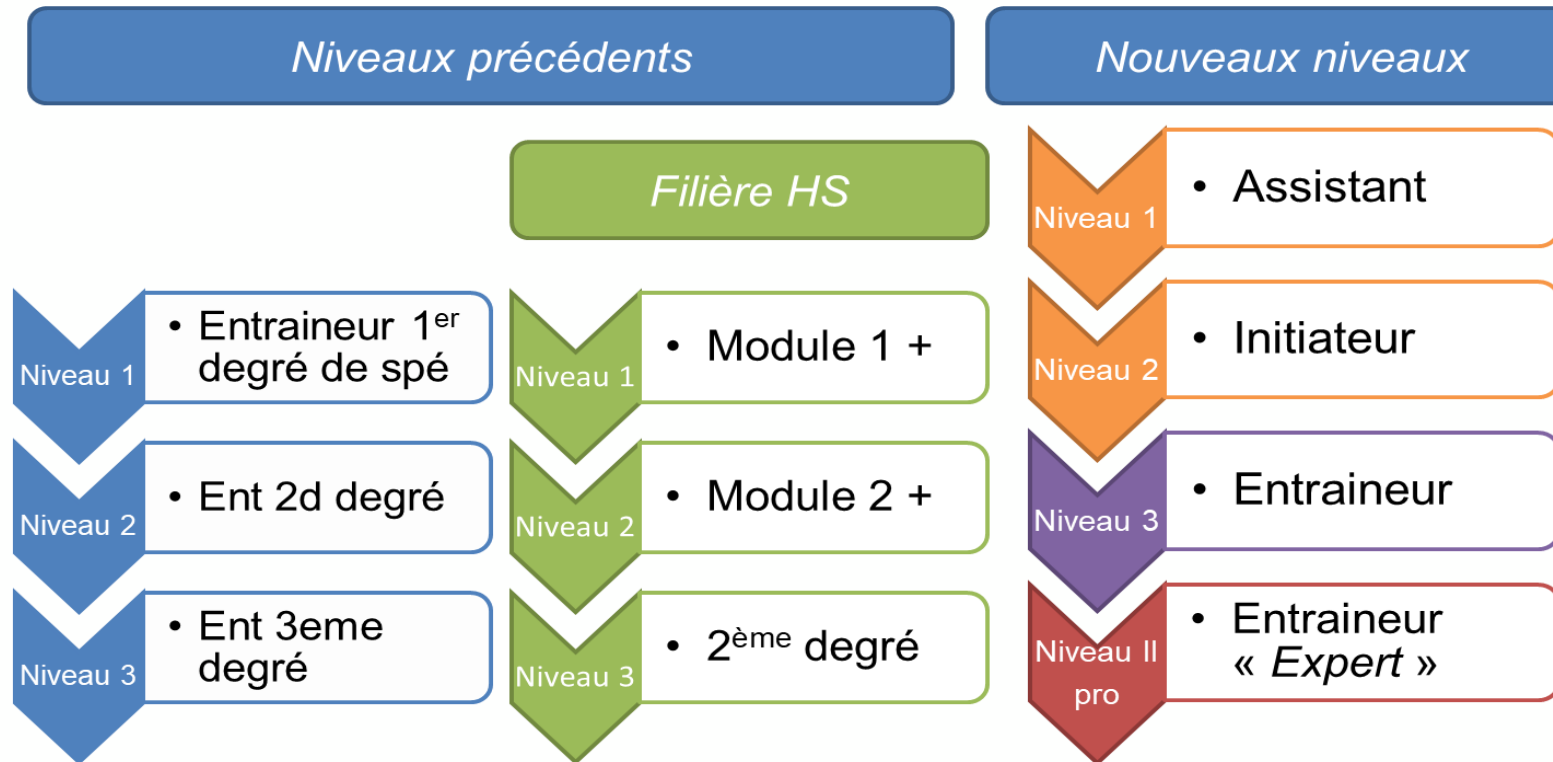 Niveaux précédents
Nouveaux niveaux
Filière HS
Niveau 1
• Entraineur 1er
degré de spé
Niveau 2
• Ent 2d degré
Niveau 3
• Ent 3eme
degré
Niveau 1
• Module 1 +
Niveau 2
• Module 2 +
Niveau 3
• 2ème degré
Niveau 1
• Assistant
Niveau 2
• Initiateur
Niveau 3
• Entraineur
Niveau II
pro
• Entraineur
« Expert »